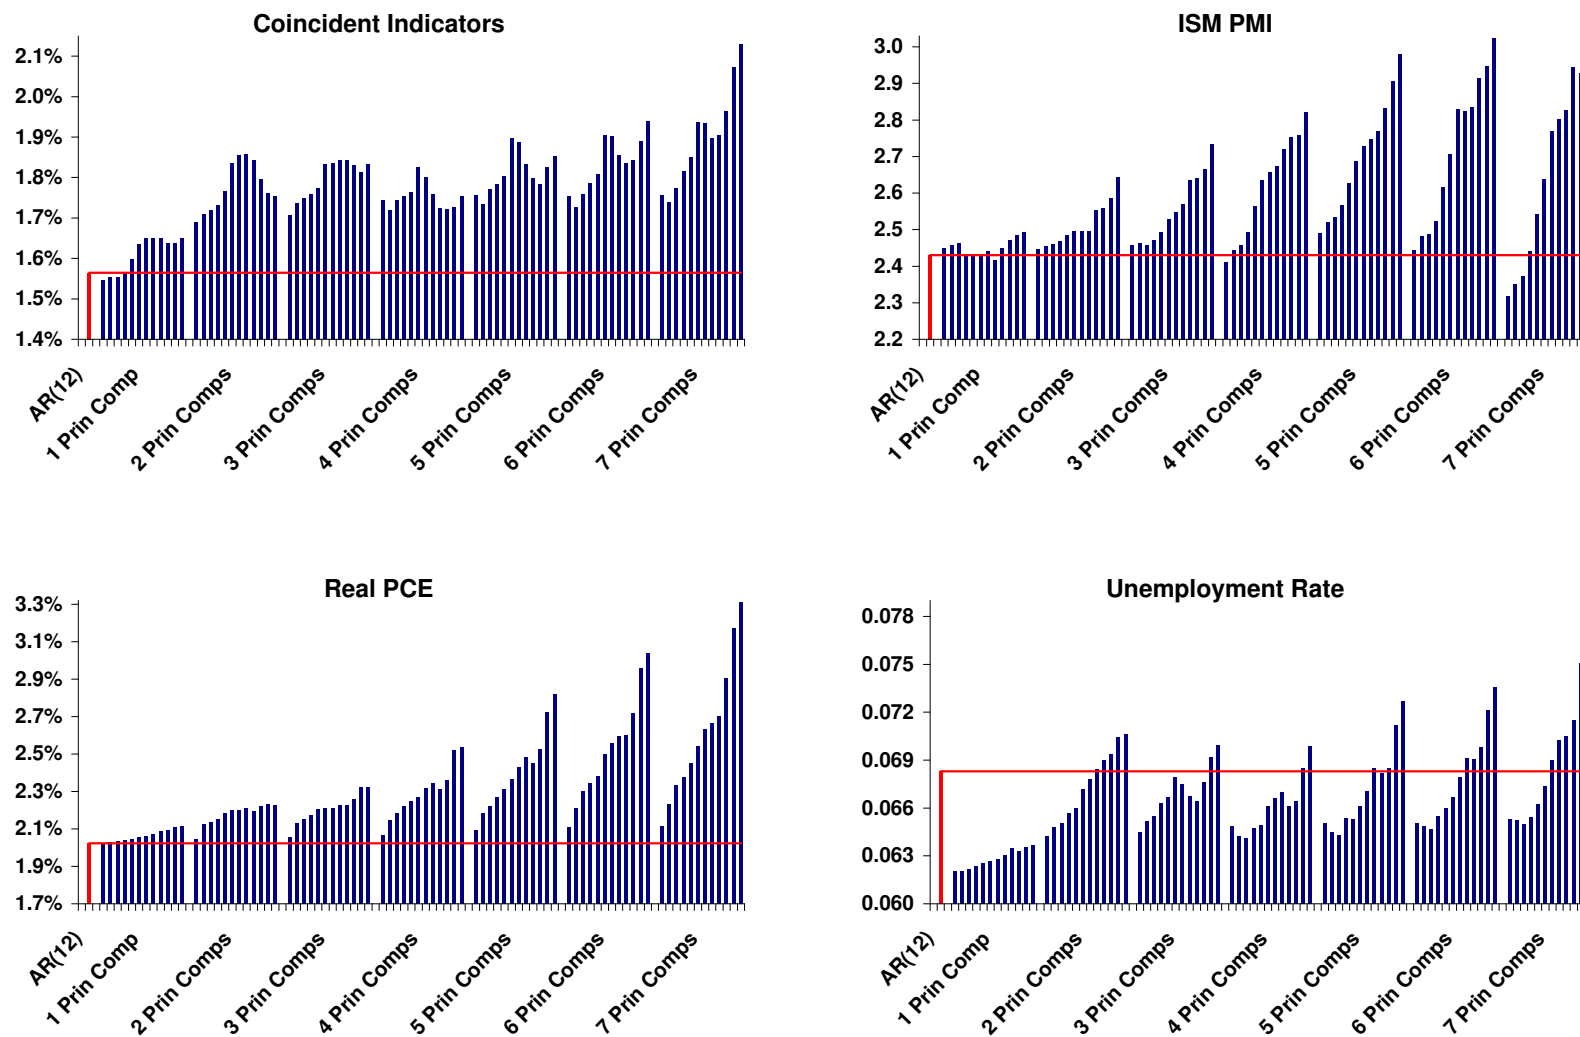 Coincident Indicators
2.1%
2.0%
1.9%
1.8%
1.7%
1.6%
1.5%
1.4%
AR(12)
1 Prin Comp
2 Prin Comps
3 Prin Comps
4 Prin Comps
5 Prin Comps
6 Prin Comps
7 Prin Comps
ISM PMI
3.0
2.9
2.8
2.7
2.6
2.5
2.4
2.3
2.2
AR(12)
1 Prin Comp
2 Prin Comps
3 Prin Comps
4 Prin Comps
5 Prin Comps
6 Prin Comps
7 Prin Comps
Real PCE
3.3%
3.1%
2.9%
2.7%
2.5%
2.3%
2.1%
1.9%
1.7%
AR(12)
1 Prin Comp
2 Prin Comps
3 Prin Comps
4 Prin Comps
5 Prin Comps
6 Prin Comps
7 Prin Comps
Unemployment Rate
0.078
0.075
0.072
0.069
0.066
0.063
0.060
AR(12)
1 Prin Comp
2 Prin Comps
3 Prin Comps
4 Prin Comps
5 Prin Comps
6 Prin Comps
7 Prin Comps